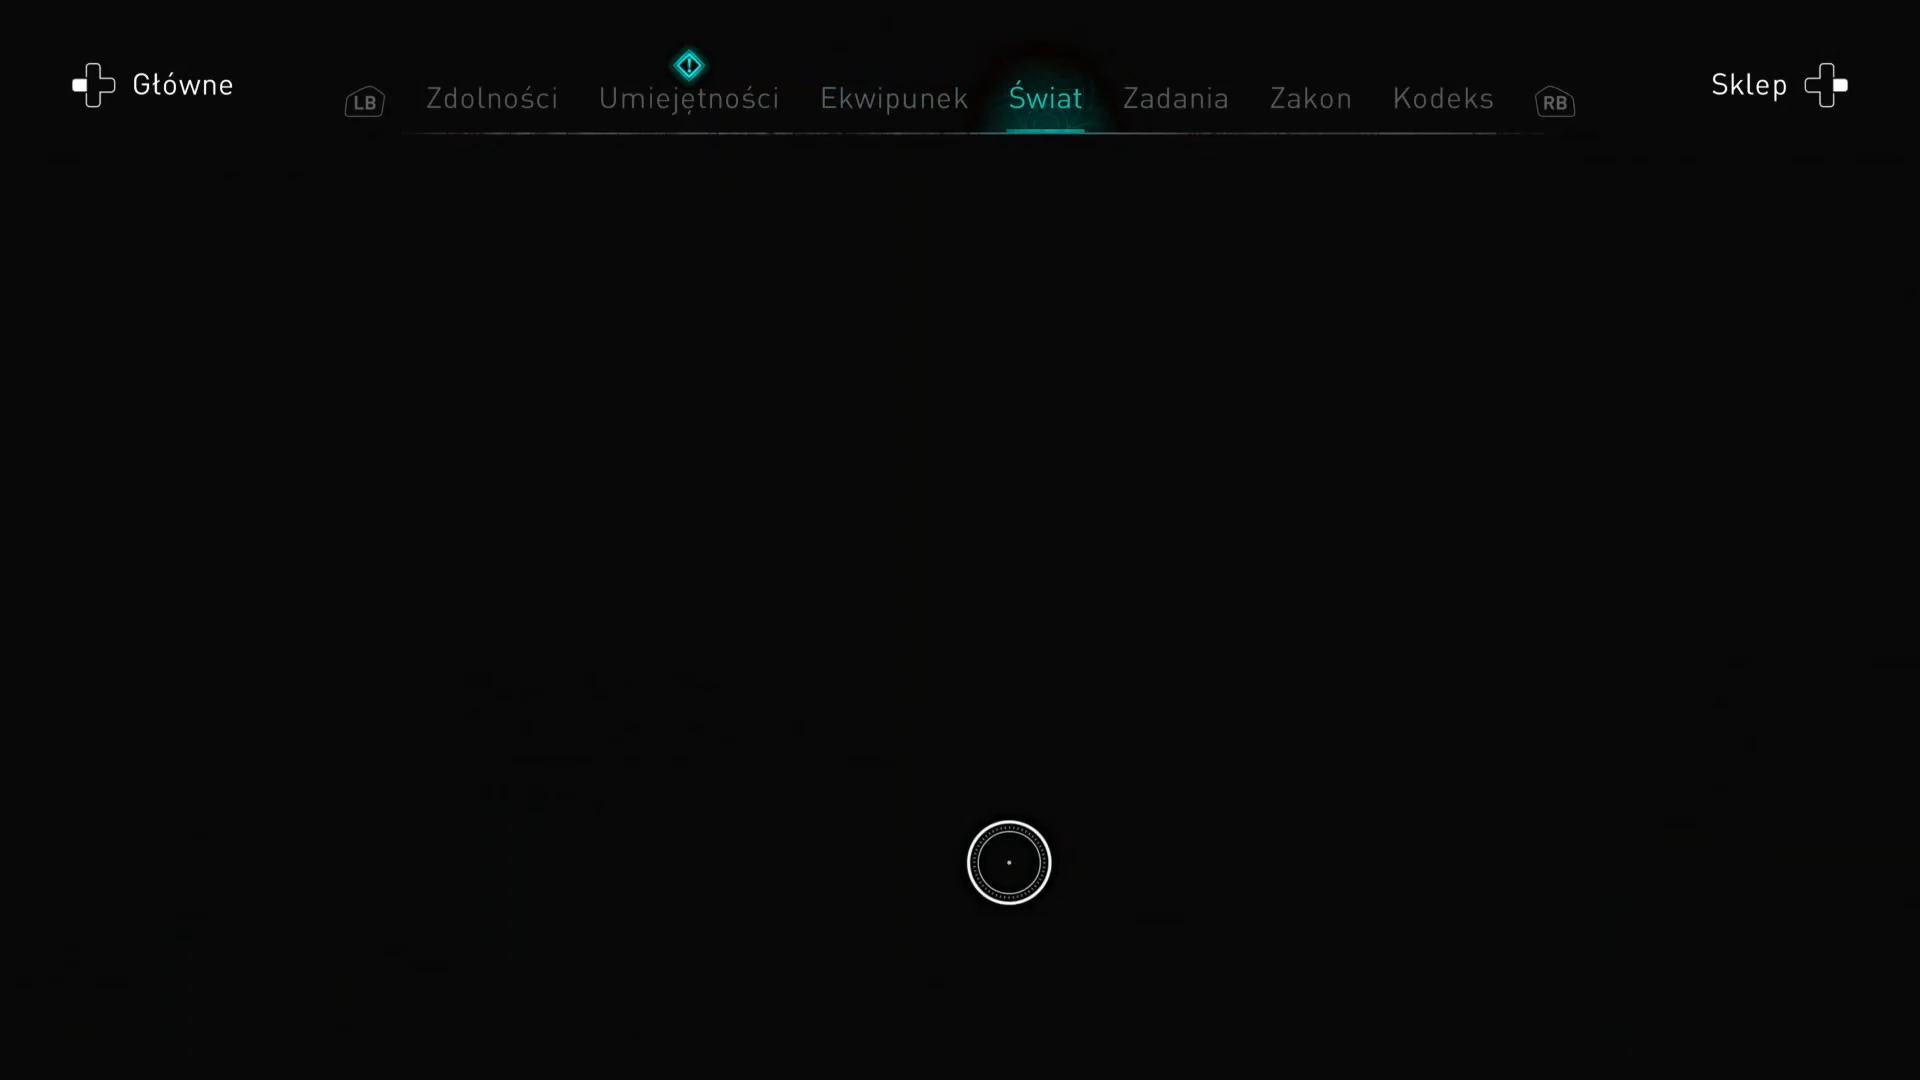 Główne
LB Zdolności Umiejętności Ekwipunek Świat Zadania Zakon Kodeks RB
Sklep